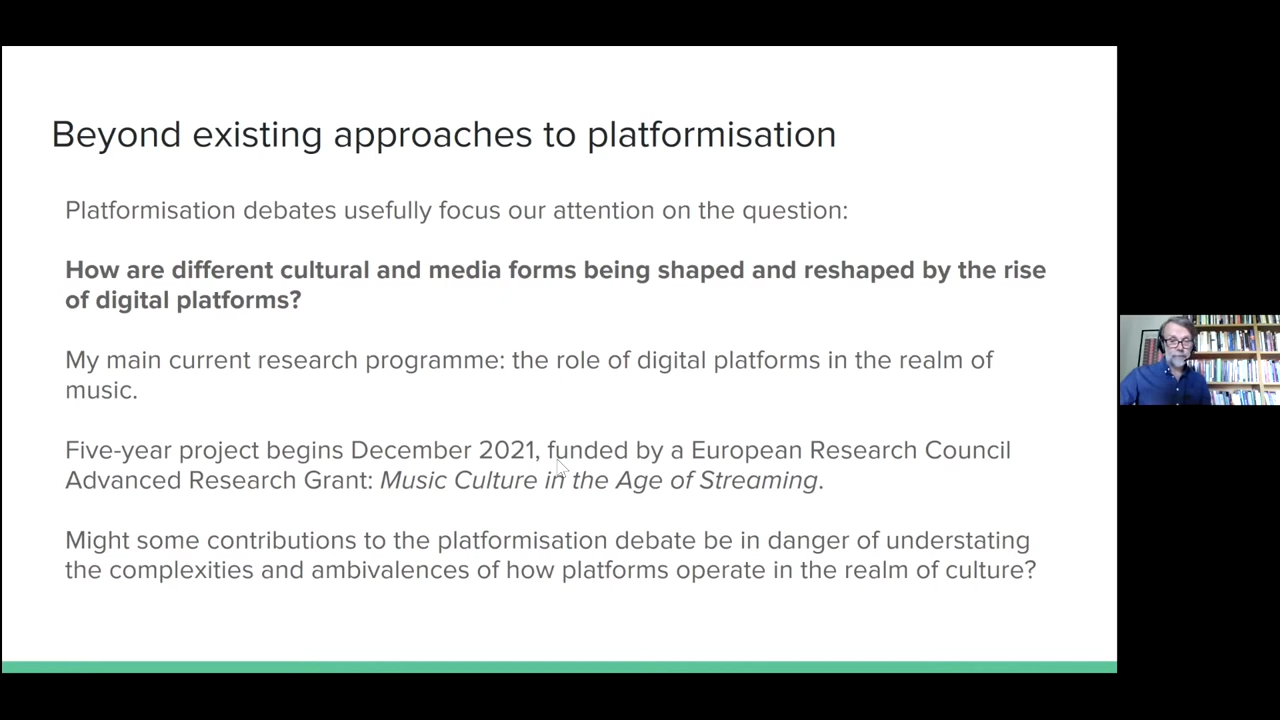 Beyond existing approaches to platformisation
Platformisation debates usefully focus our attention on the question:
How are different cultural and media forms being shaped and reshaped by the rise
of digital platforms?
My main current research programme: the role of digital platforms in the realm of
music.
Five-year project begins December 2021, funded by a European Research Council
Advanced Research Grant: Music Culture in the Age of Streaming.
Might some contributions to the platformisation debate be in danger of understating
the complexities and ambivalences of how platforms operate in the realm of culture?